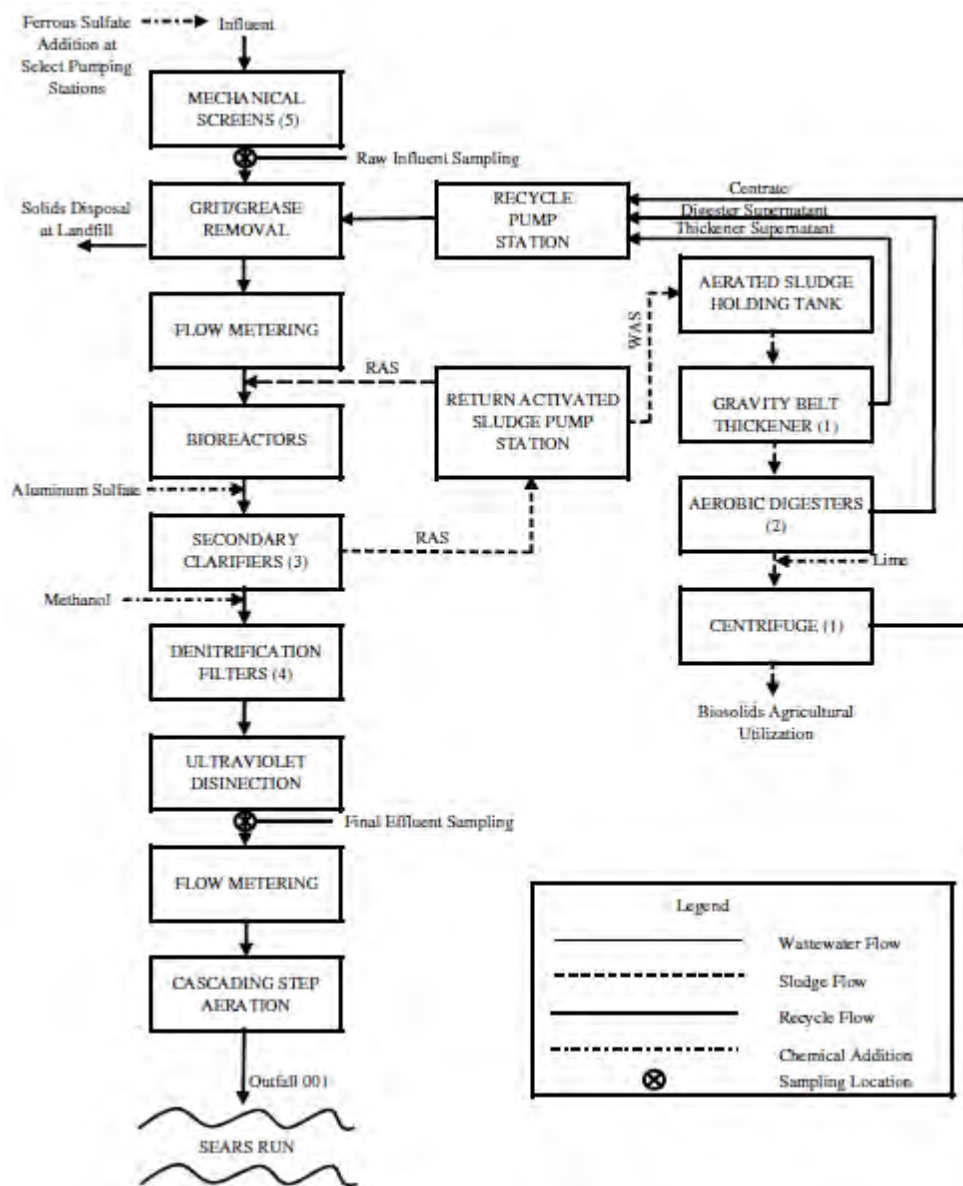 Ferrous Sulfate
Addition at
Select Pumping
Stations
Influent
MECHANICAL
SCREENS (5)
Raw Influent Sampling
Solids Disposal
at Landfill
GRIT/GREASE
REMOVAL
RECYCLE
PUMP
STATION
Centrate
Digester Supernatant
Thickener Supernatant
AERATED SLUDGE
HOLDING TANK
FLOW METERING
WAS
RAS
RETURN ACTIVATED
SLUDGE PUMP
STATION
GRAVITY BELT
THICKENER (1)
BIOREACTORS
Aluminum Sulfate
AEROBIC DIGESTERS
(2)
SECONDARY
CLARIFIERS (3)
RAS
Lime
Methanol
CENTRIFUGE (1)
DENITRIFICATION
FILTERS (4)
Biosolids Agricultural
Utilization
ULTRAVIOLET
DISINECTION
Final Effluent Sampling
FLOW METERING
CASCADING STEP
AERATION
Outfall 001
SEARS RUN
Legend
Wastewater Flow
Sludge Flow
Recycle Flow
Chemical Addition
Sampling Location